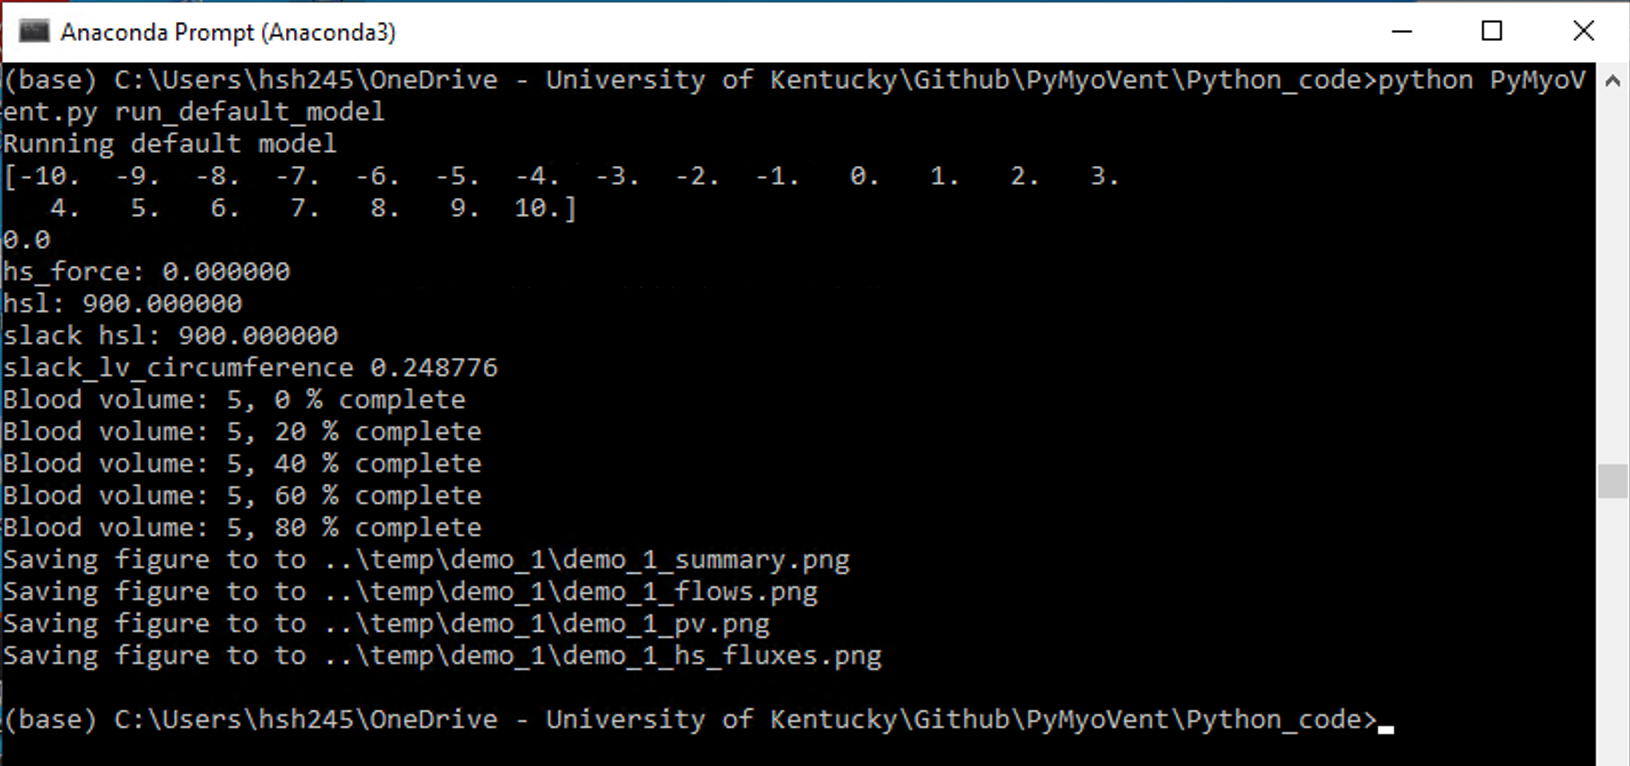 Anaconda Prompt (Anaconda3)
(base) C:\Users\hsh245\OneDrive - University of Kentucky\Github\PyMyoVent\Python_code>python PyMyoV
ent.py run_default_model
Running default model
[-10.  -9.  -8.  -7.  -6.  -5.  -4.  -3.  -2.  -1.   0.   1.   2.   3.
   4.   5.   6.   7.   8.   9.  10.]
0.0
hs_force: 0.000000
hsl: 900.000000
slack hsl: 900.000000
slack_lv_circumference 0.248776
Blood volume: 5, 0 % complete
Blood volume: 5, 20 % complete
Blood volume: 5, 40 % complete
Blood volume: 5, 60 % complete
Blood volume: 5, 80 % complete
Saving figure to to ..\temp\demo_1\demo_1_summary.png
Saving figure to to ..\temp\demo_1\demo_1_flows.png
Saving figure to to ..\temp\demo_1\demo_1_pv.png
Saving figure to to ..\temp\demo_1\demo_1_hs_fluxes.png
(base) C:\Users\hsh245\OneDrive - University of Kentucky\Github\PyMyoVent\Python_code>